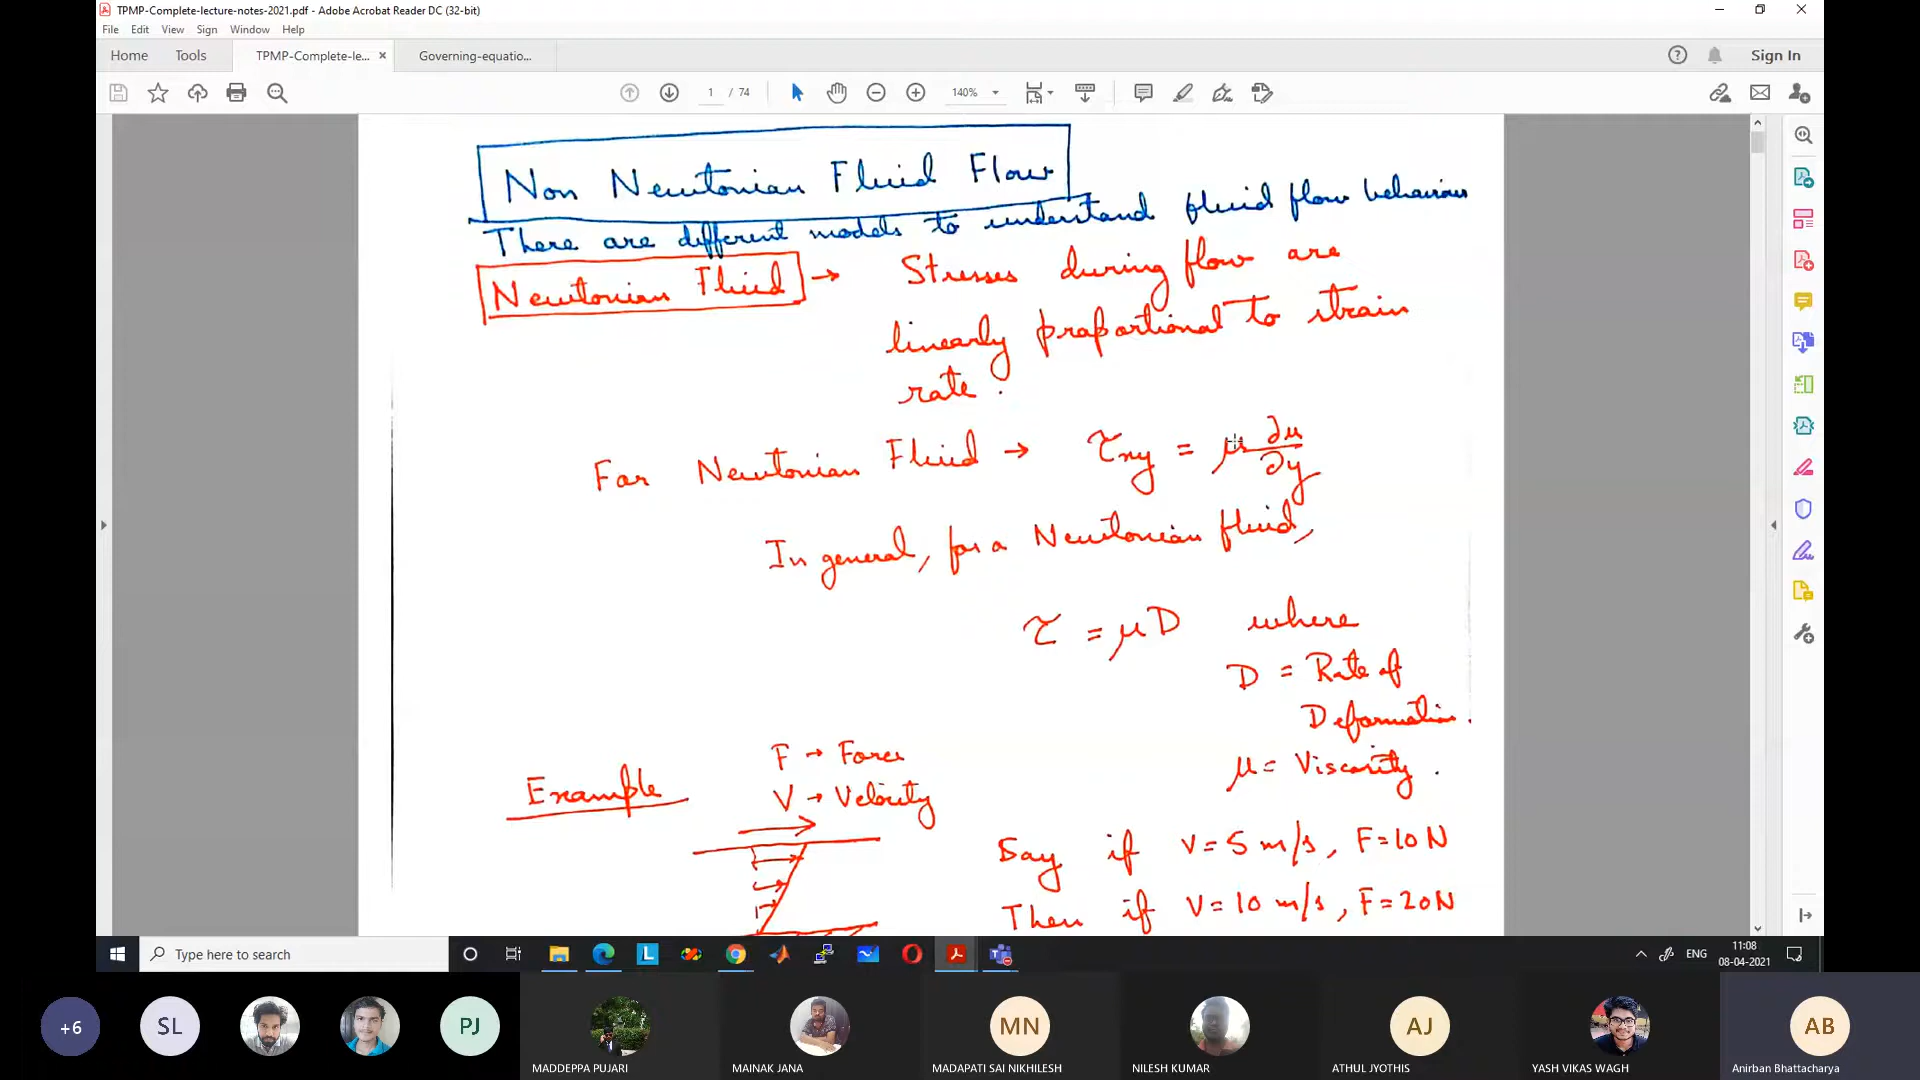 TPMP-Complete-lecture-notes-2021.pdf - Adobe Acrobat Reader DC (32-bit)
File Edit View Sign Window Help
Home Tools TPMP-Complete-le... × Governing-equatio... Sign In
1 / 74 140%
Non Newtonian Fluid Flow
There are different models to understand fluid flow behaviour
Newtonian Fluid → Stresses during flow are
linearly proportional to strain
rate.
For Newtonian Fluid → τxy = μ ∂u/∂y
In general, for a Newtonian fluid,
τ = μD where
D = Rate of
Deformation.
μ = Viscosity.
Example
F → Force
V → Velocity
Say if V = 5 m/s, F = 10 N
Then if V = 10 m/s, F = 20N
Type here to search
ENG
11:08
08-04-2021
+6 SL PJ MN AJ AB
MADDEPPA PUJARI MAINAK JANA MADAPATI SAI NIKHILESH NILESH KUMAR ATHUL JYOTHIS YASH VIKAS WAGH Anirban Bhattacharya